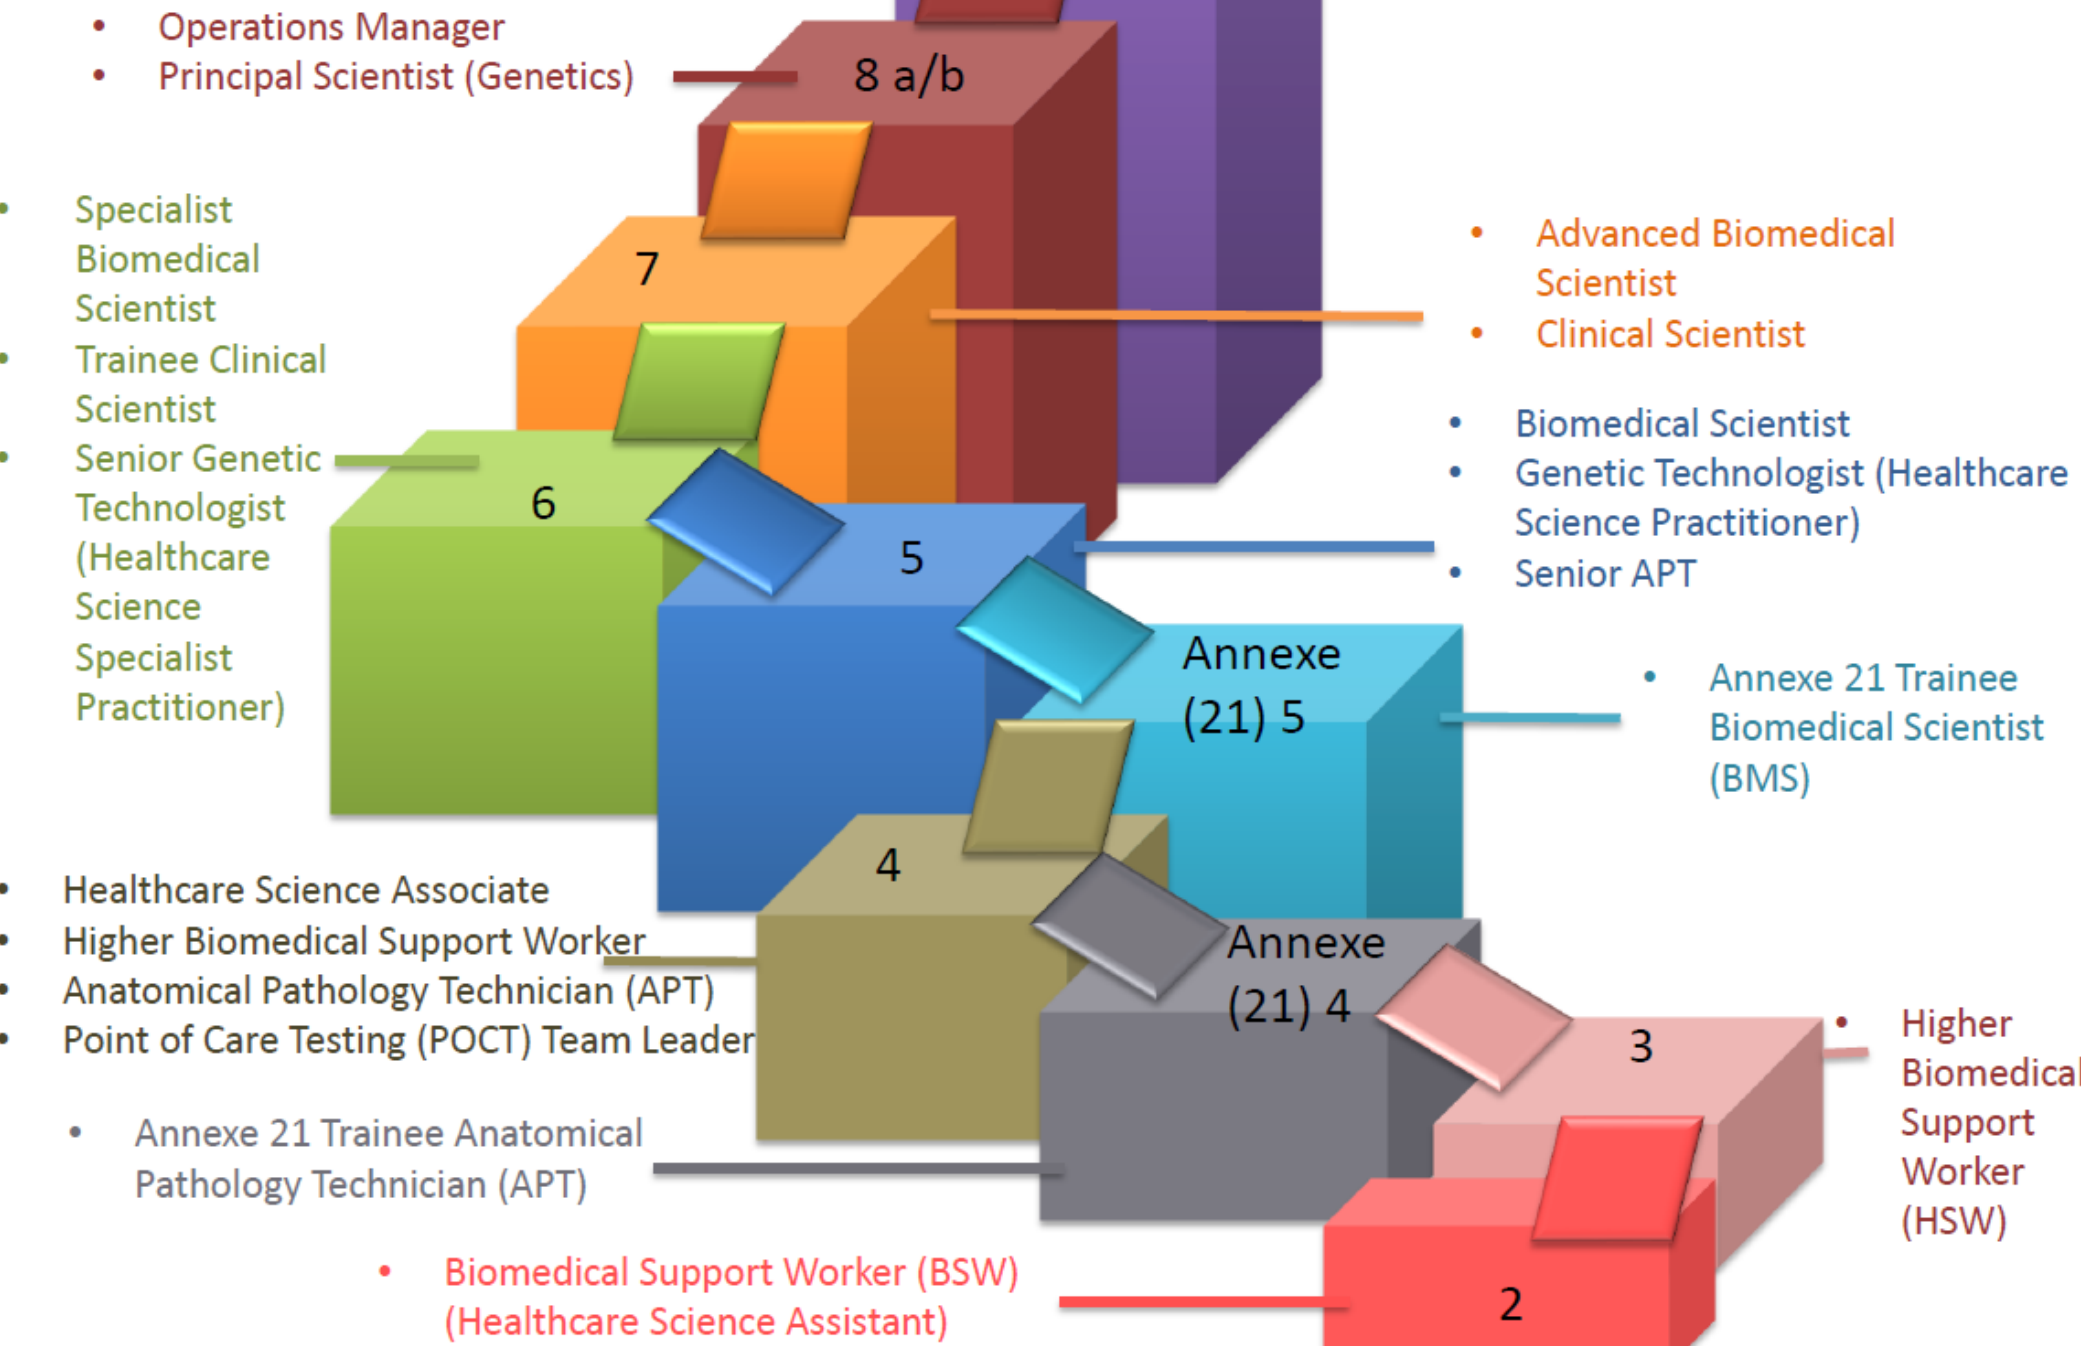 • Operations Manager
• Principal Scientist (Genetics)
8 a/b
7
• Specialist
Biomedical
Scientist
• Trainee Clinical
Scientist
• Senior Genetic
Technologist
(Healthcare
Science
Specialist
Practitioner)
6
• Advanced Biomedical
Scientist
• Clinical Scientist
• Biomedical Scientist
• Genetic Technologist (Healthcare
Science Practitioner)
• Senior APT
5
Annexe
(21) 5
• Annexe 21 Trainee
Biomedical Scientist
(BMS)
4
• Healthcare Science Associate
• Higher Biomedical Support Worker
• Anatomical Pathology Technician (APT)
• Point of Care Testing (POCT) Team Leader
Annexe
(21) 4
• Annexe 21 Trainee Anatomical
Pathology Technician (APT)
3
• Higher
Biomedical
Support
Worker
(HSW)
• Biomedical Support Worker (BSW)
(Healthcare Science Assistant)
2